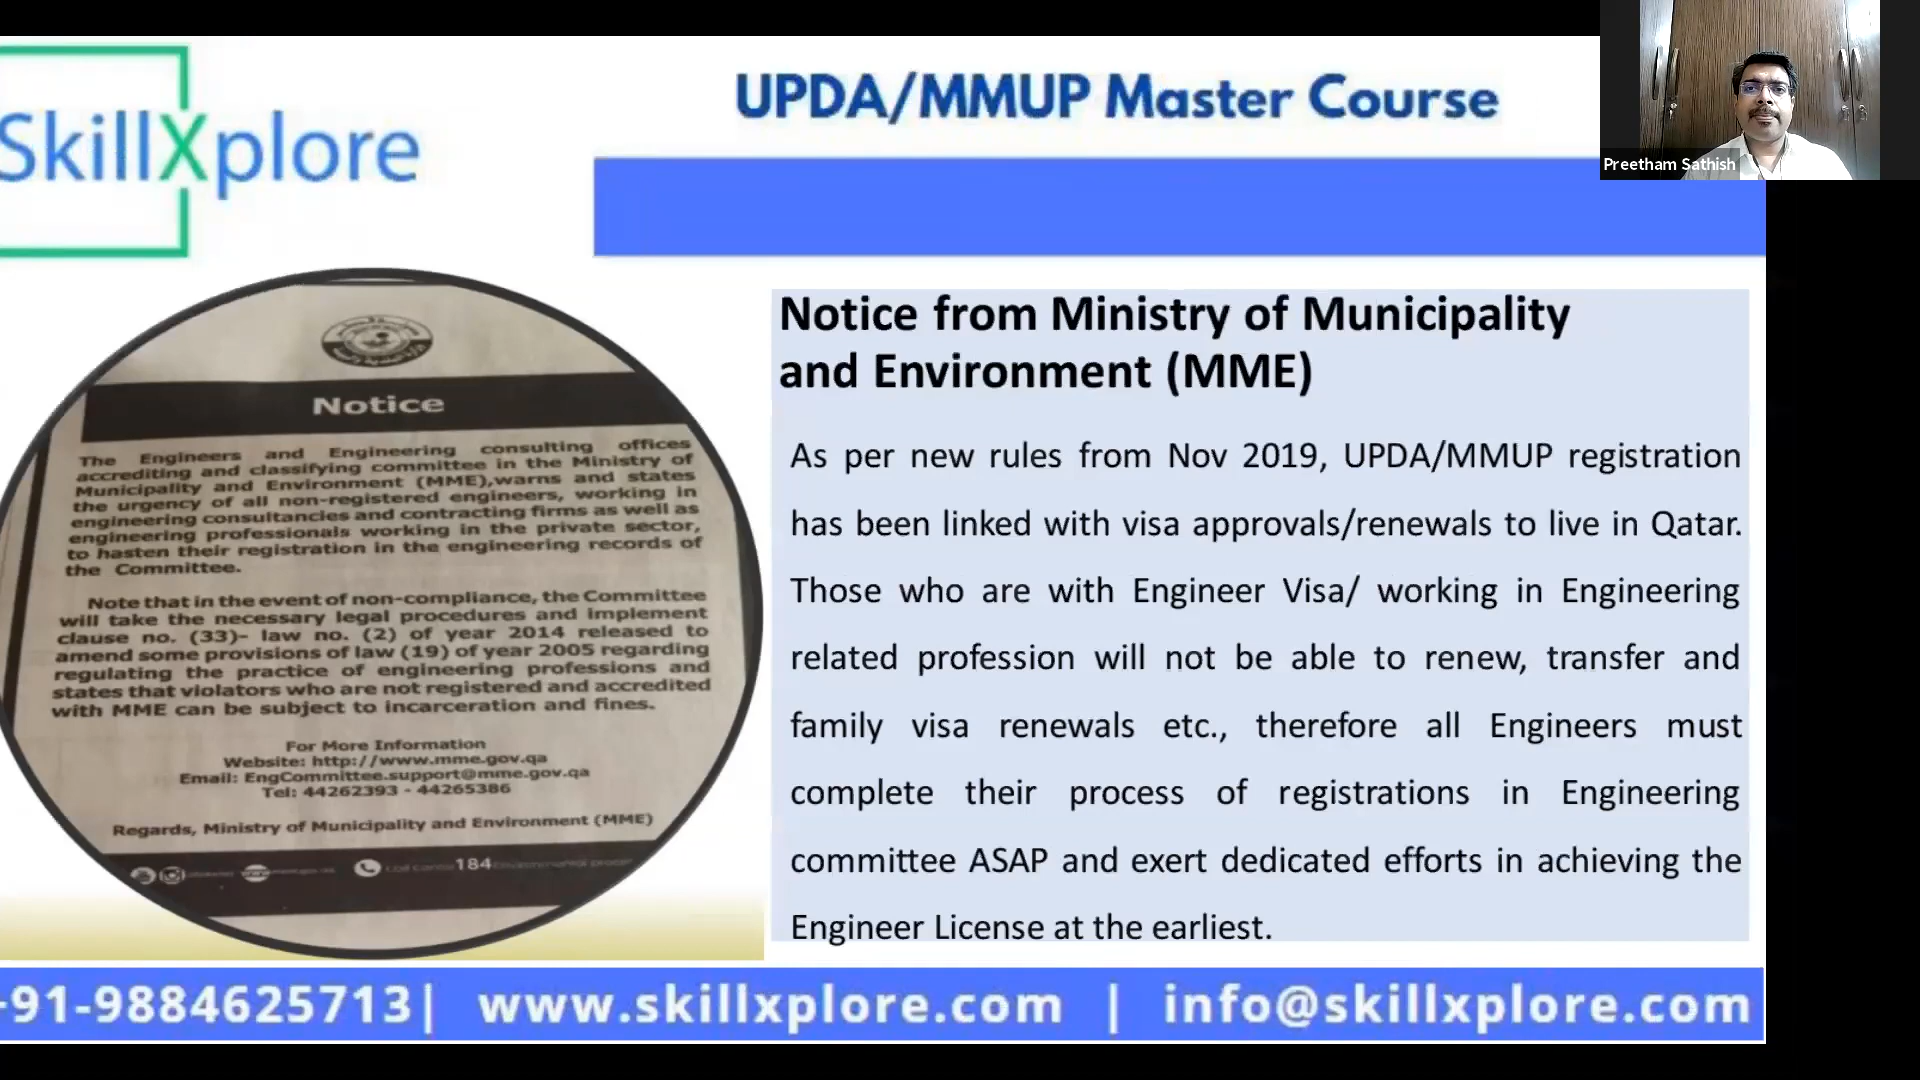 SkillXplore
UPDA/MMUP Master Course
Preetham Sathish
Notice
The Engineers and Engineering consulting offices
accrediting and classifying committee in the Ministry of
Municipality and Environment (MME),warns and states
the urgency of all non-registered engineers, working in
engineering consultancies and contracting firms as well as
engineering professionals working in the private sector,
to hasten their registration in the engineering records of
the Committee.
Note that in the event of non-compliance, the Committee
will take the necessary legal procedures and implement
clause no. (33)- law no. (2) of year 2014 released to
amend some provisions of law (19) of year 2005 regarding
regulating the practice of engineering professions and
states that violators who are not registered and accredited
with MME can be subject to incarceration and fines.
For More Information
Website: http://www.mme.gov.qa
Email: EngCommittee.support@mme.gov.qa
Tel: 44262393 - 44265386
Regards, Ministry of Municipality and Environment (MME)
184
Notice from Ministry of Municipality
and Environment (MME)
As per new rules from Nov 2019, UPDA/MMUP registration
has been linked with visa approvals/renewals to live in Qatar.
Those who are with Engineer Visa/ working in Engineering
related profession will not be able to renew, transfer and
family visa renewals etc., therefore all Engineers must
complete their process of registrations in Engineering
committee ASAP and exert dedicated efforts in achieving the
Engineer License at the earliest.
+91-9884625713| www.skillxplore.com | info@skillxplore.com